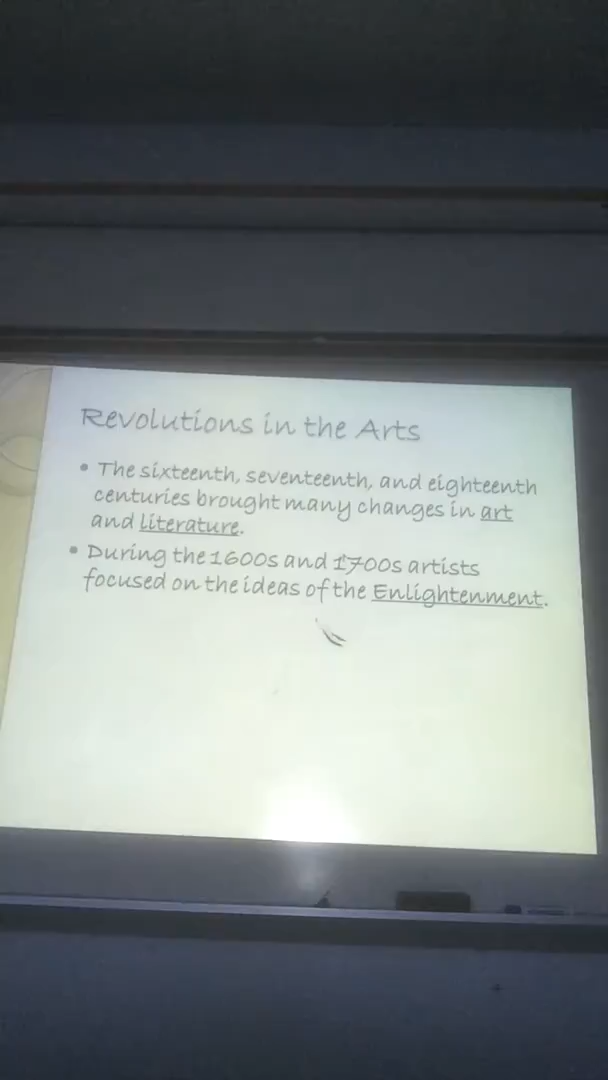 Revolutions in the Arts
• The sixteenth, seventeenth, and eighteenth
centuries brought many changes in art
and literature.
• During the 1600s and 1700s artists
focused on the ideas of the Enlightenment.